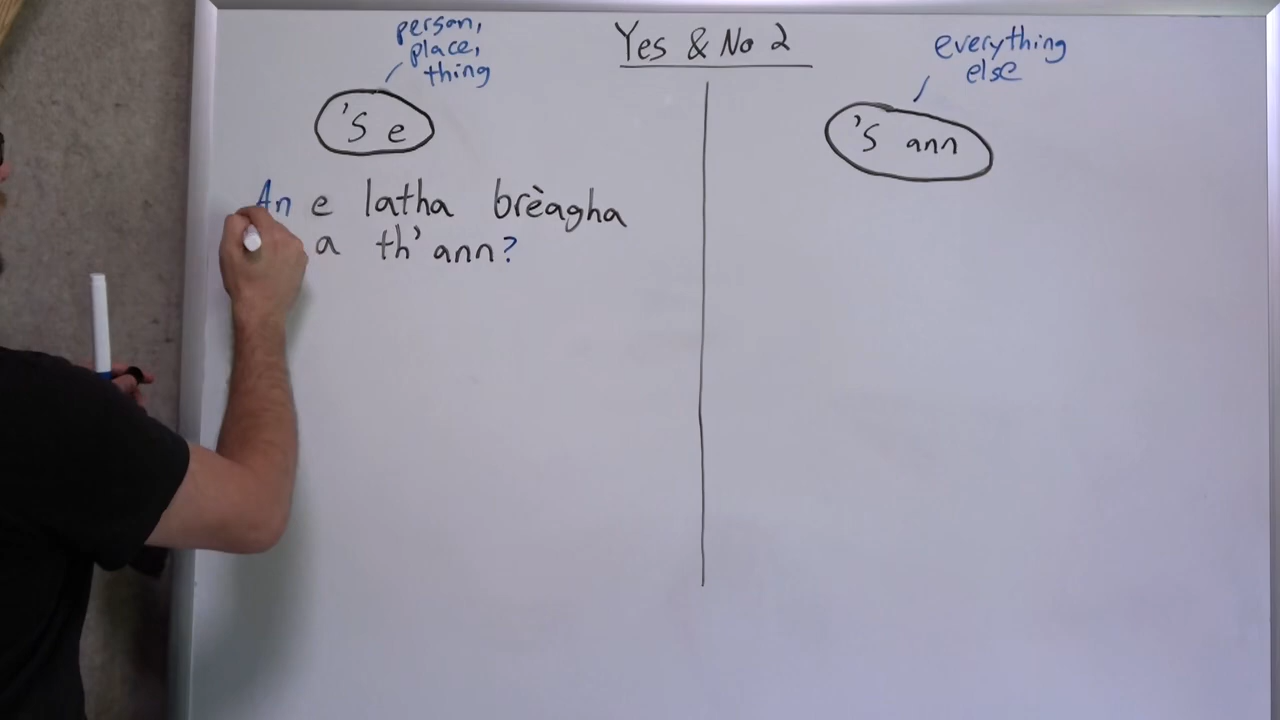 Yes & No 2
person,
place,
thing
'S e
An e latha brèagha
a th' ann?
everything
else
'S ann